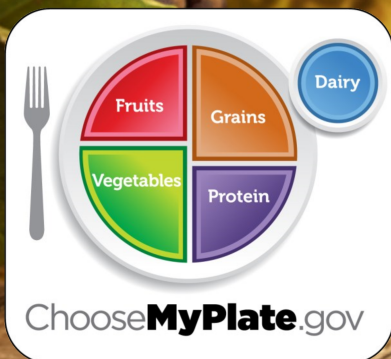 Fruits
Grains
Dairy
Vegetables
Protein
ChooseMyPlate.gov